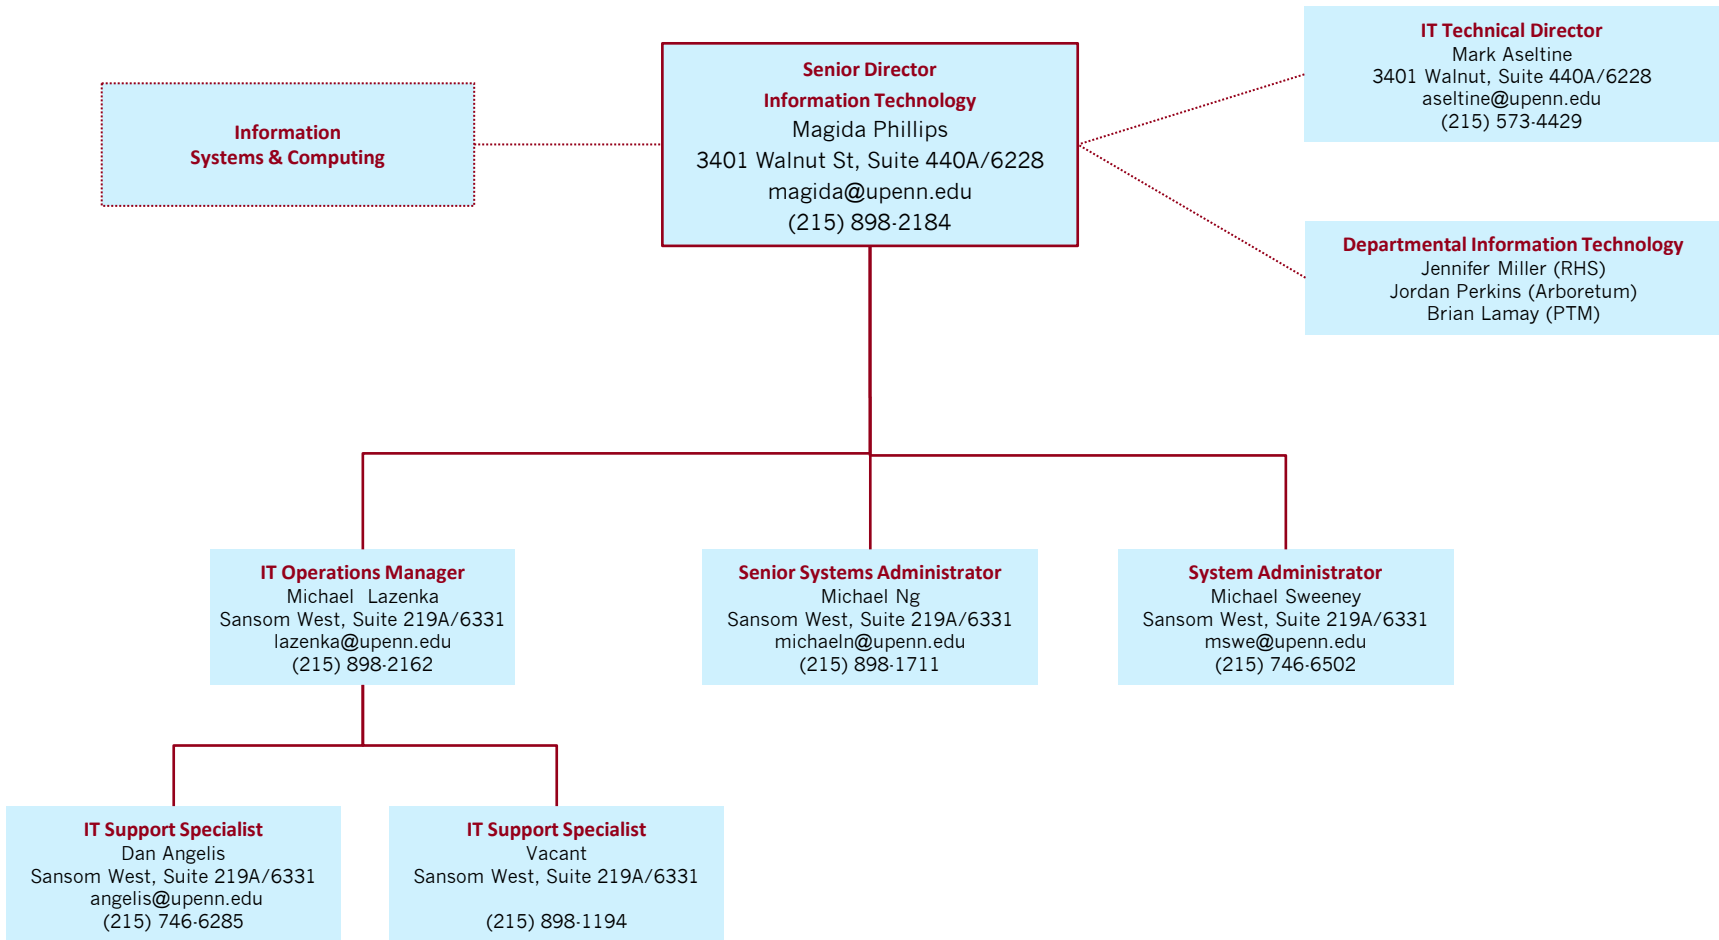 IT Technical Director
Mark Aseltine
3401 Walnut, Suite 440A/6228
aseltine@upenn.edu
(215) 573-4429
Senior Director
Information Technology
Magida Phillips
3401 Walnut St, Suite 440A/6228
magida@upenn.edu
(215) 898-2184
Information
Systems & Computing
Departmental Information Technology
Jennifer Miller (RHS)
Jordan Perkins (Arboretum)
Brian Lamay (PTM)
IT Operations Manager
Michael Lazenka
Sansom West, Suite 219A/6331
lazenka@upenn.edu
(215) 898-2162
Senior Systems Administrator
Michael Ng
Sansom West, Suite 219A/6331
michaeln@upenn.edu
(215) 898-1711
System Administrator
Michael Sweeney
Sansom West, Suite 219A/6331
mswe@upenn.edu
(215) 746-6502
IT Support Specialist
Dan Angelis
Sansom West, Suite 219A/6331
angelis@upenn.edu
(215) 746-6285
IT Support Specialist
Vacant
Sansom West, Suite 219A/6331
(215) 898-1194